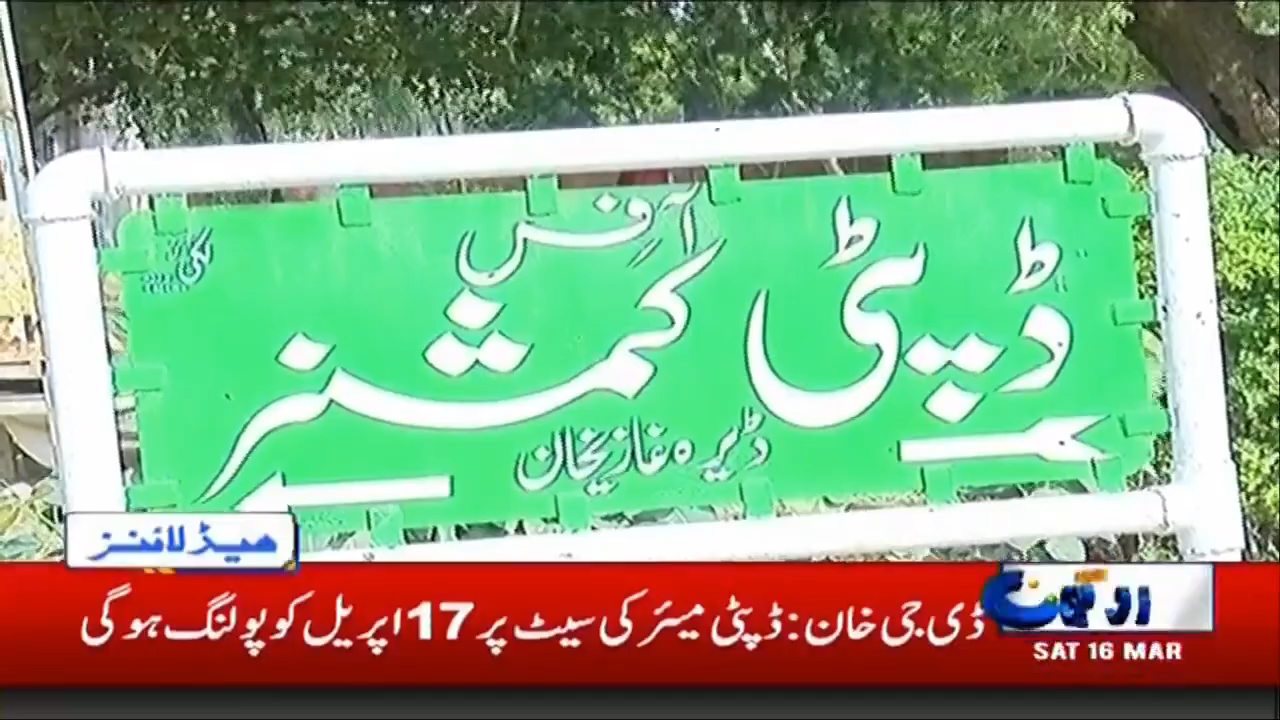 آفس
ڈپٹی کمشنر
ڈیرہ غازیخان
ہیڈلائنز
ڈی.جی خان: ڈپٹی میئر کی سیٹ پر 17 اپریل کو پولنگ ہوگی
SAT 16 MAR